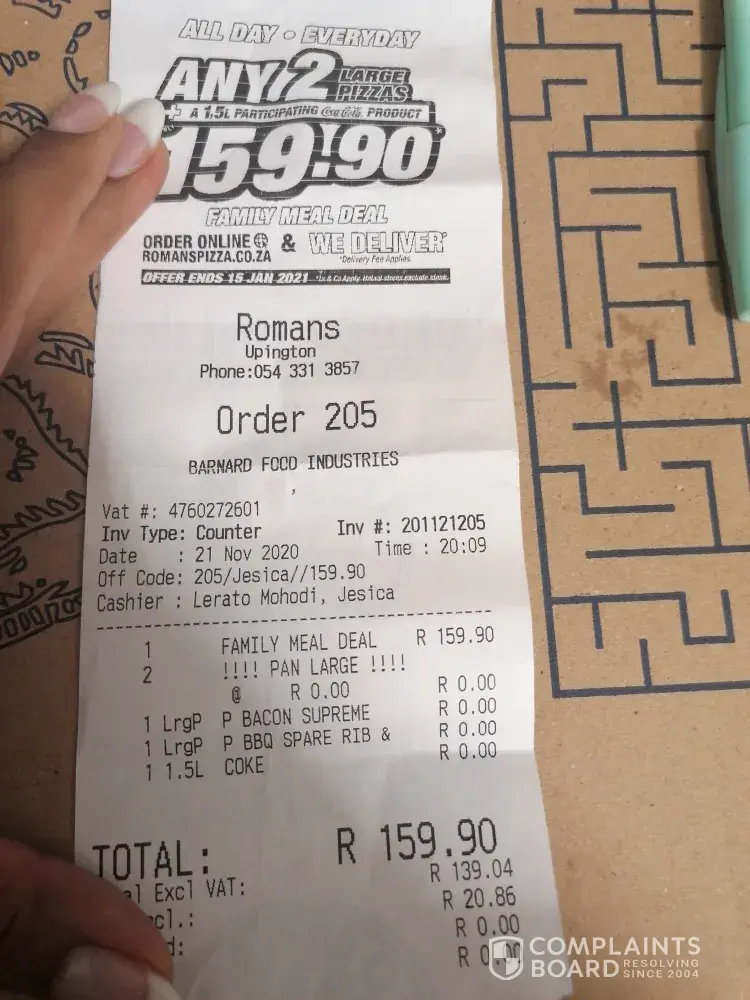 ALL DAY • EVERYDAY
ANY 2 LARGE PIZZAS
+ A 1,5L PARTICIPATING Coca-Cola PRODUCT
159.90*
FAMILY MEAL DEAL
ORDER ONLINE & WE DELIVER*
ROMANSPIZZA.CO.ZA *Delivery Fee Applies.
OFFER ENDS 15 JAN 2021
Romans
Upington
Phone:054 331 3857
Order 205
BARNARD FOOD INDUSTRIES
,
Vat #: 4760272601
Inv Type: Counter Inv #: 201121205
Date : 21 Nov 2020 Time : 20:09
Off Code: 205/Jesica//159.90
Cashier : Lerato Mohodi, Jesica
1 FAMILY MEAL DEAL R 159.90
2 !!!! PAN LARGE !!!!
@ R 0.00 R 0.00
1 LrgP P BACON SUPREME R 0.00
1 LrgP P BBQ SPARE RIB & R 0.00
1 1.5L COKE R 0.00
TOTAL: R 159.90
Excl VAT: R 139.04
R 20.86
R 0.00
COMPLAINTS
BOARD RESOLVING
SINCE 2004